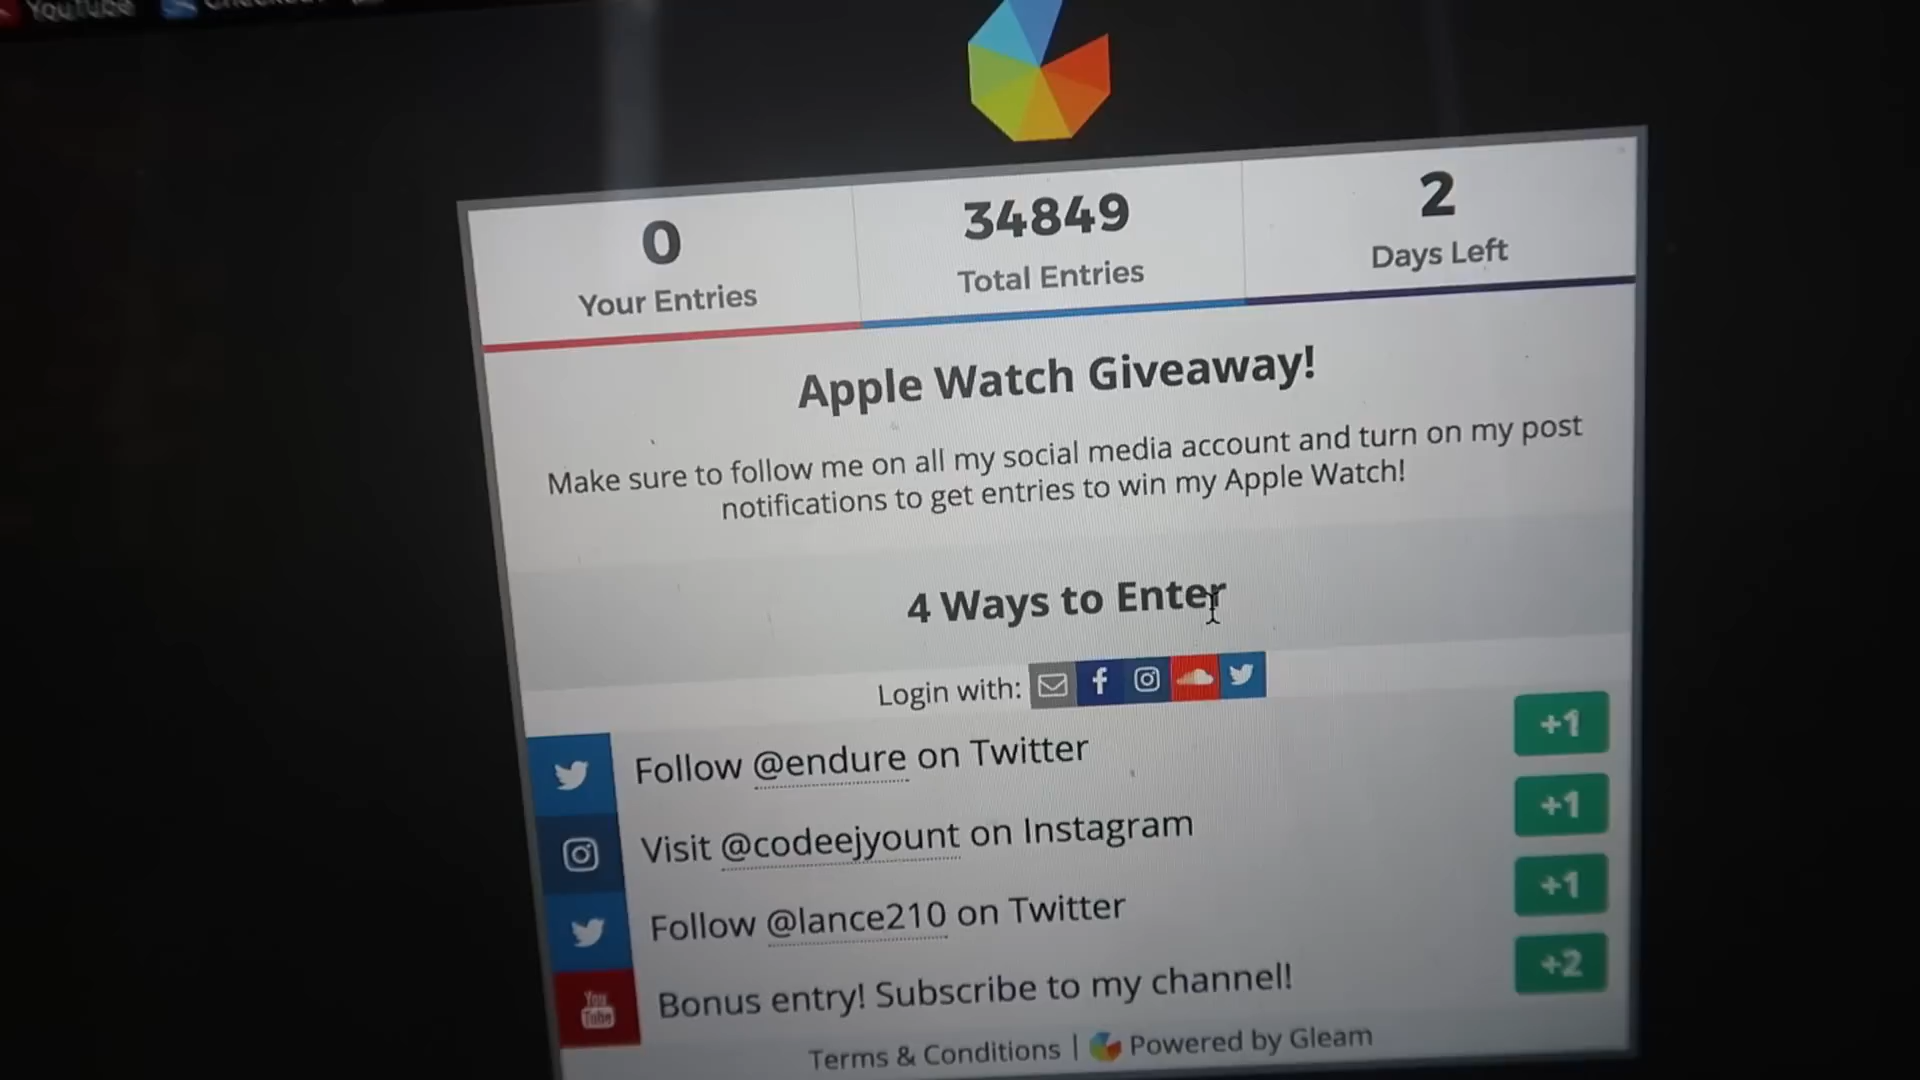 YouTube
0
Your Entries
34849
Total Entries
2
Days Left
Apple Watch Giveaway!
Make sure to follow me on all my social media account and turn on my post
notifications to get entries to win my Apple Watch!
4 Ways to Enter
Login with:
Follow @endure on Twitter
+1
Visit @codeejyount on Instagram
+1
Follow @lance210 on Twitter
+1
You
Tube
Bonus entry! Subscribe to my channel!
+2
Terms & Conditions | Powered by Gleam